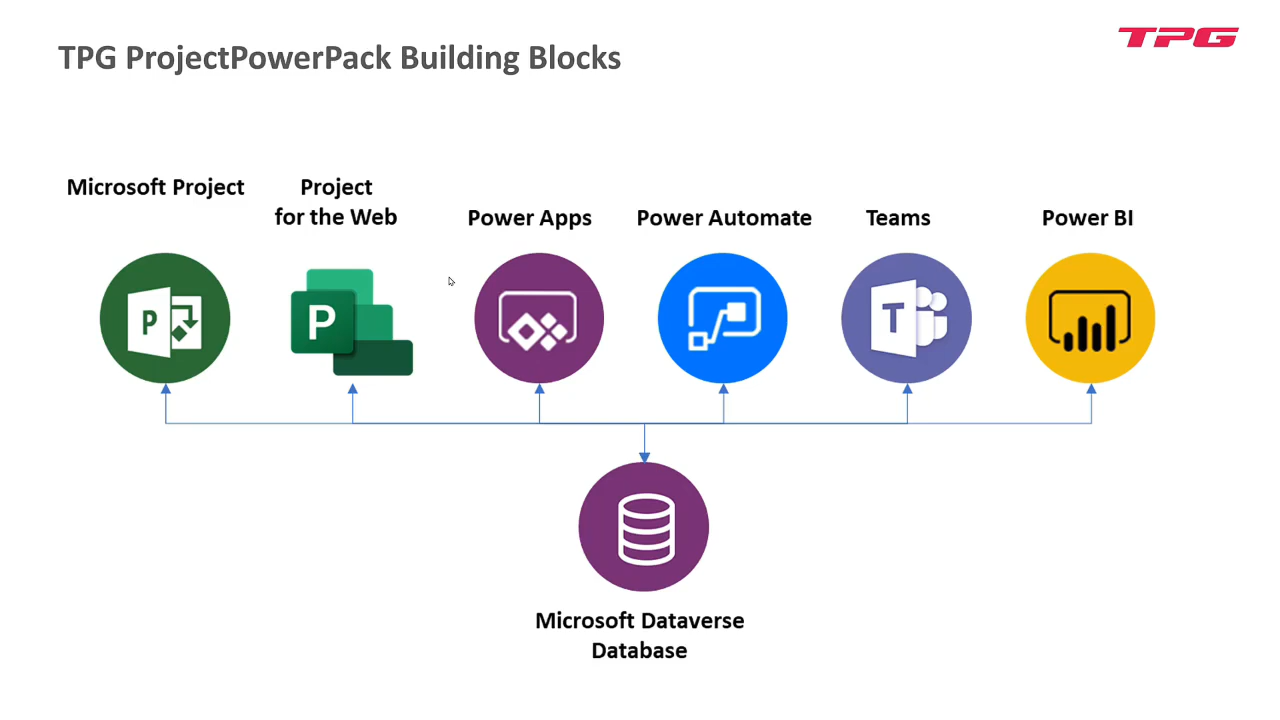 TPG ProjectPowerPack Building Blocks
TPG
Microsoft Project
Project
for the Web
Power Apps
Power Automate
Teams
Power BI
P
P
T
Microsoft Dataverse
Database